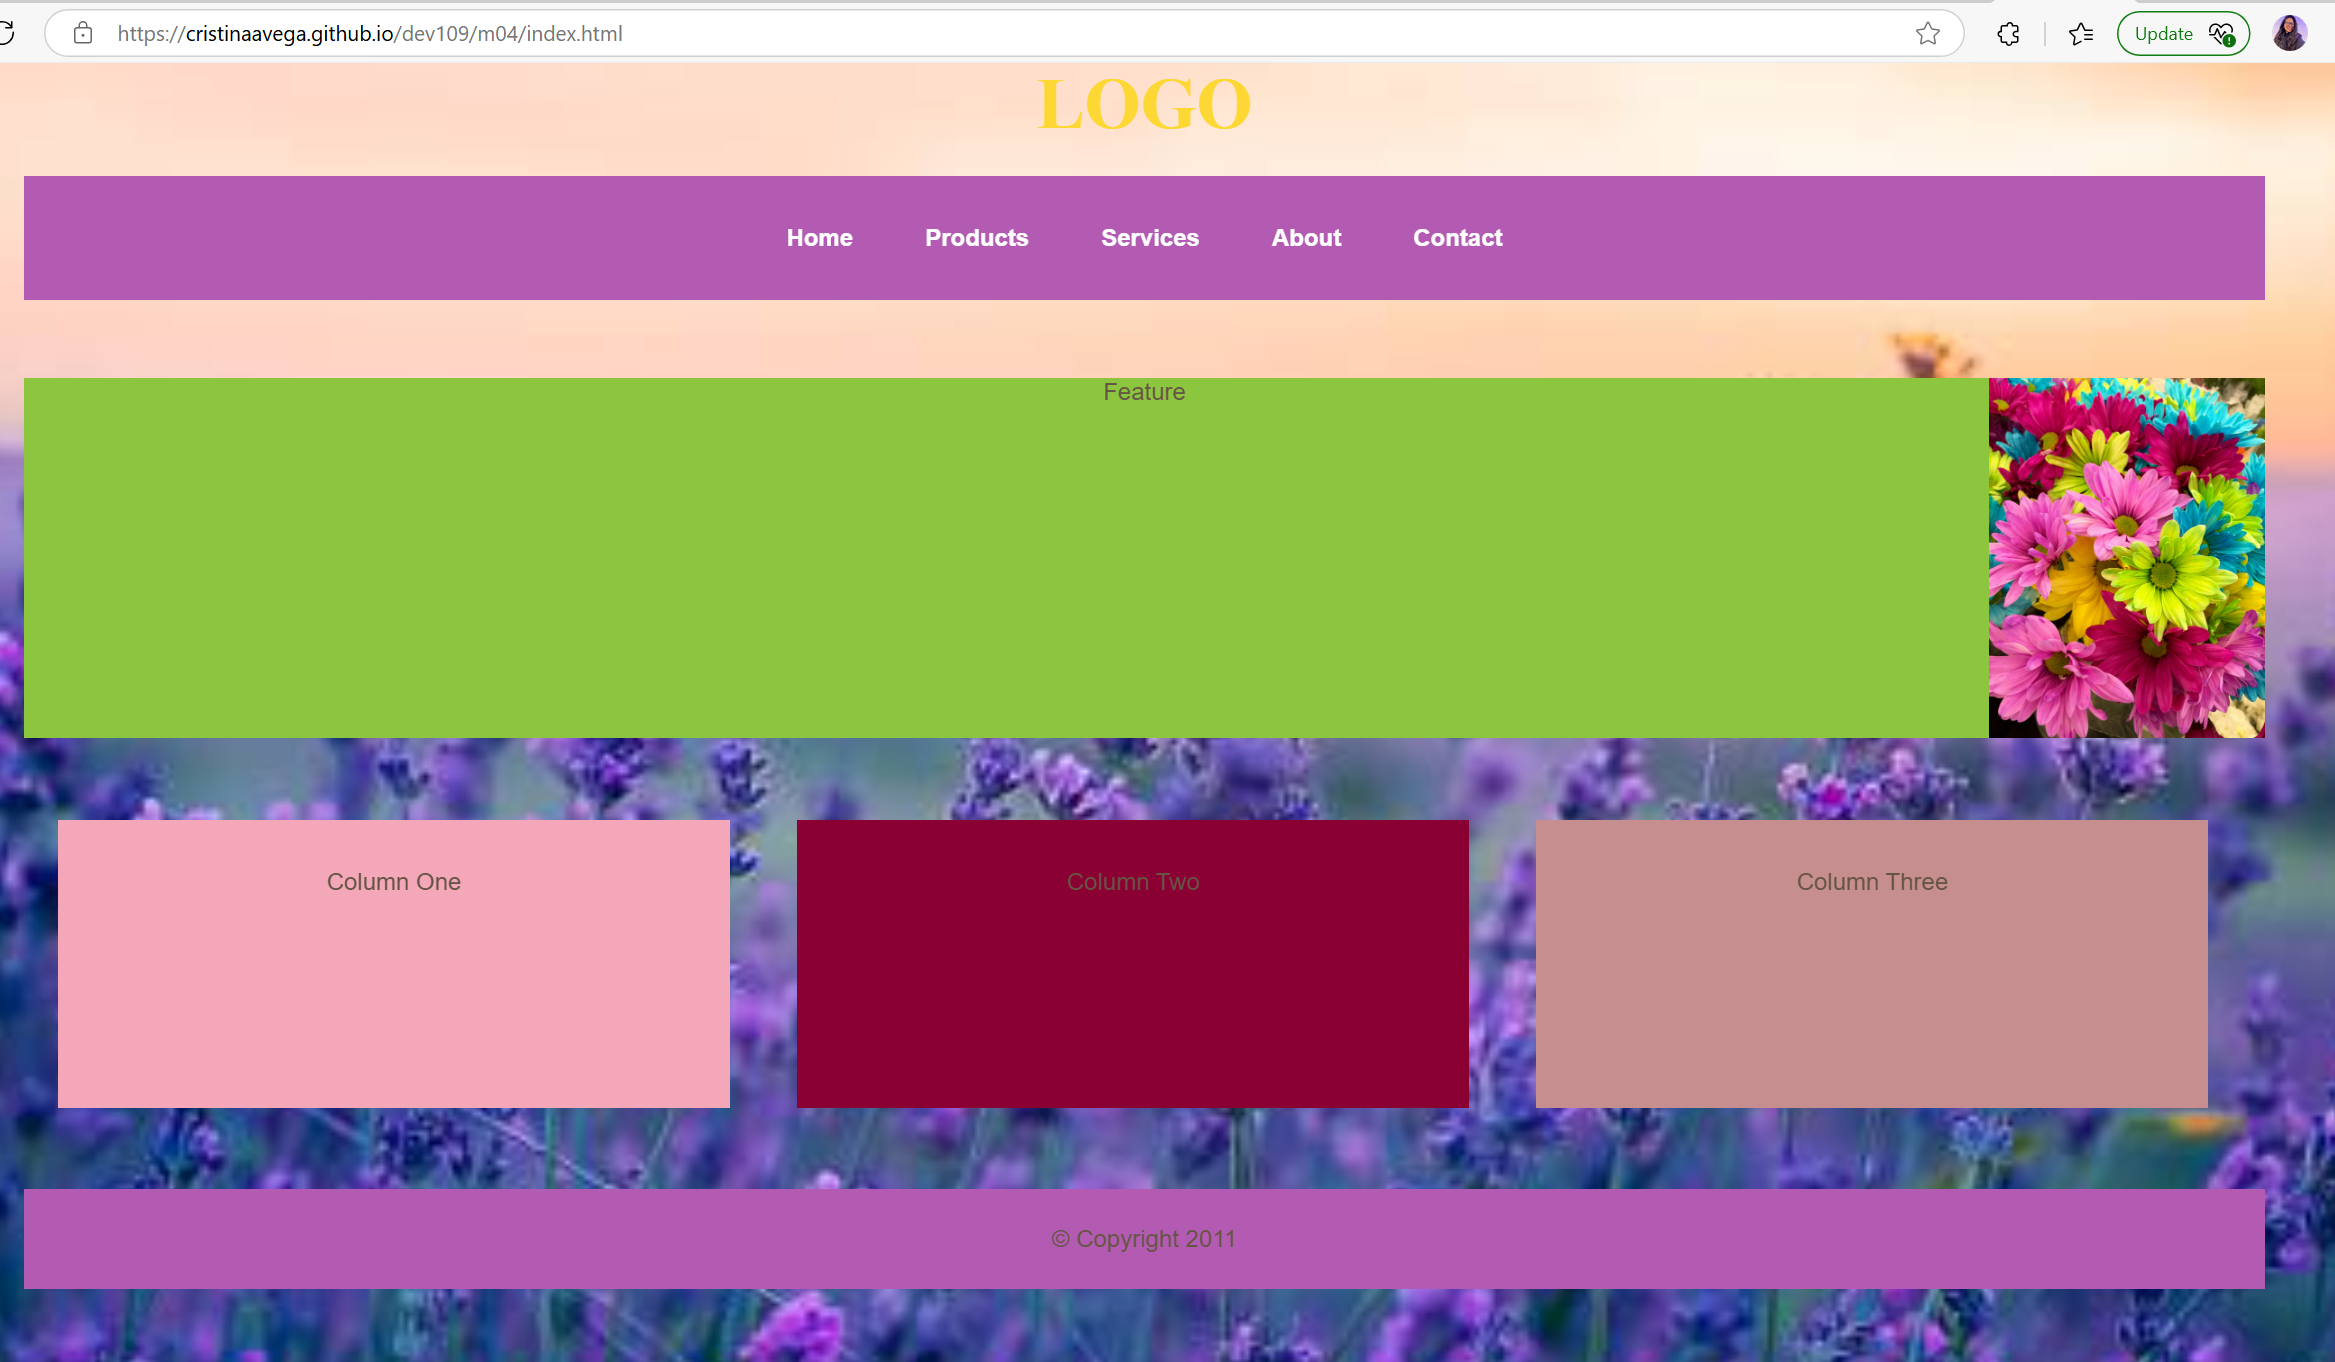 https://cristinaavega.github.io/dev109/m04/index.html
Update
LOGO
Home Products Services About Contact
Feature
Column One Column Two Column Three
© Copyright 2011